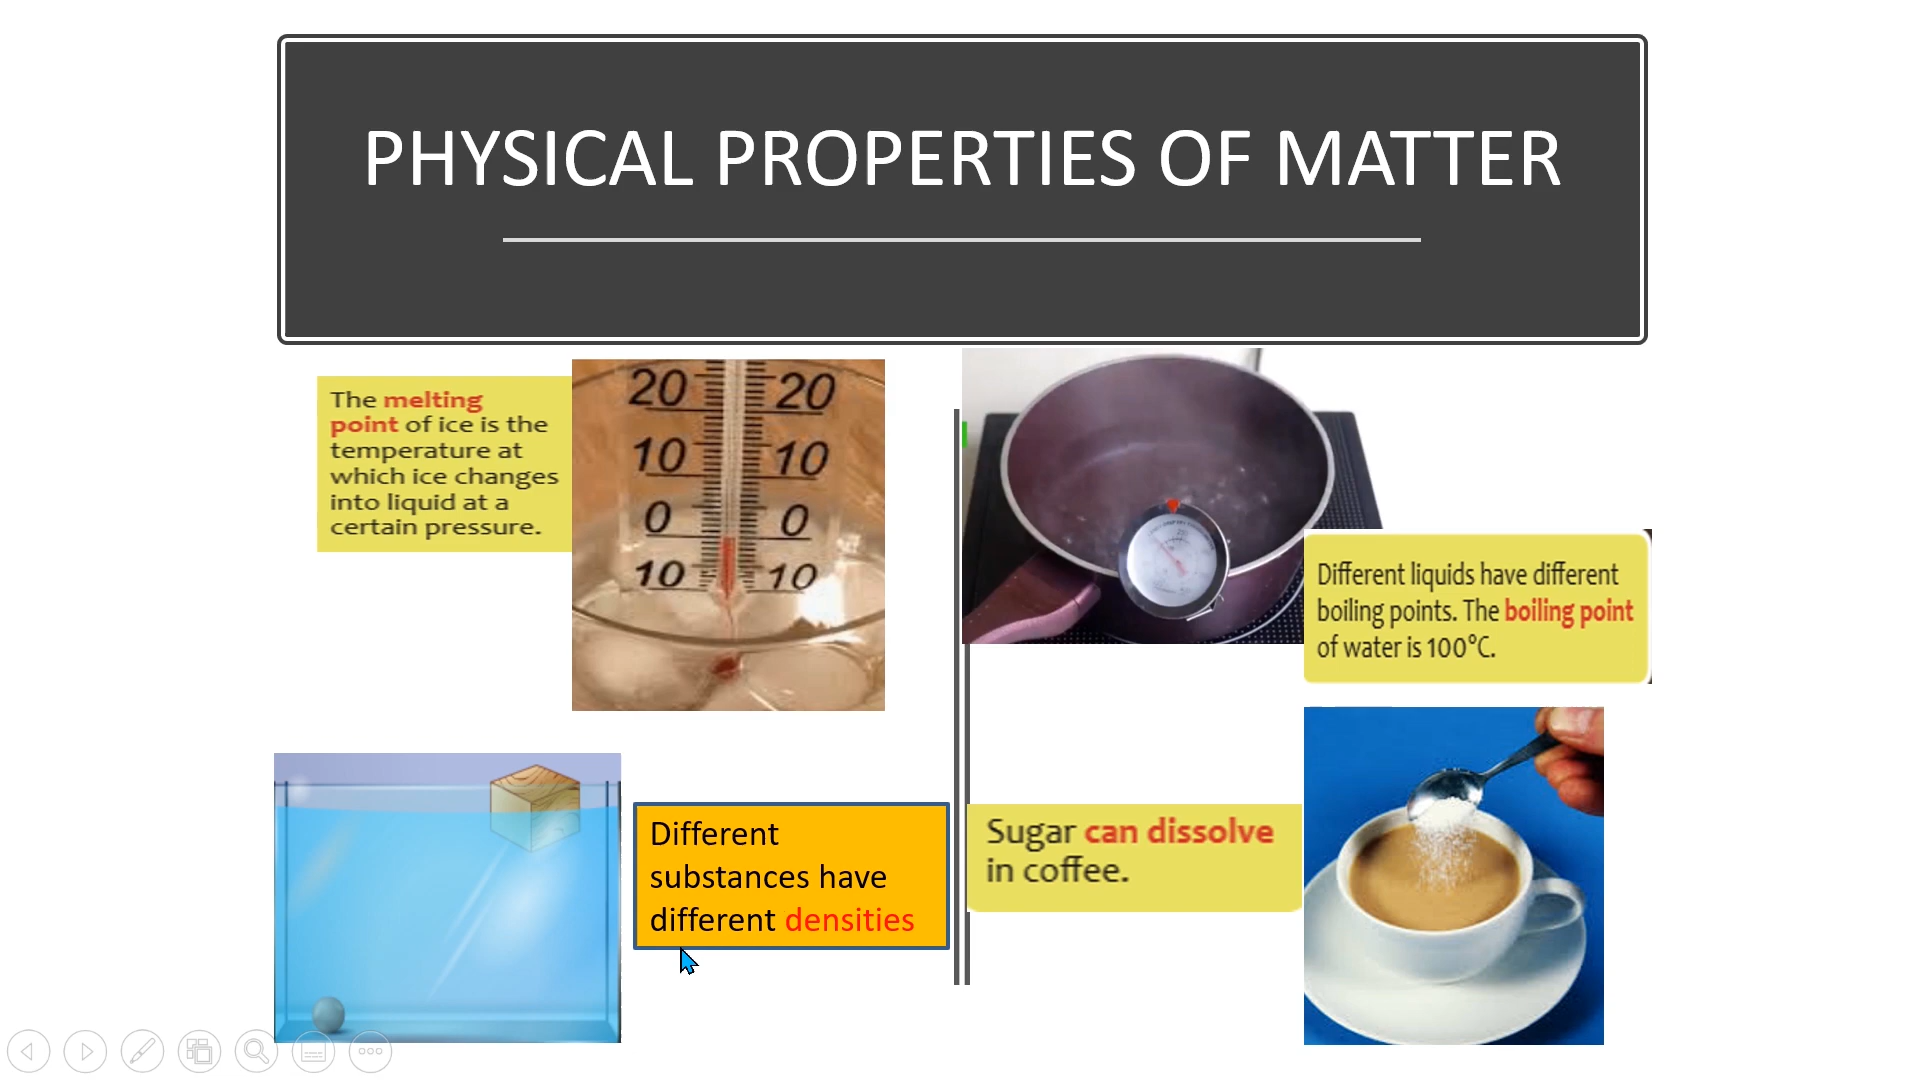 PHYSICAL PROPERTIES OF MATTER
The melting
point of ice is the
temperature at
which ice changes
into liquid at a
certain pressure.
20 20
10 10
0 0
10 10
Different liquids have different
boiling points. The boiling point
of water is 100°C.
Different
substances have
different densities
Sugar can dissolve
in coffee.